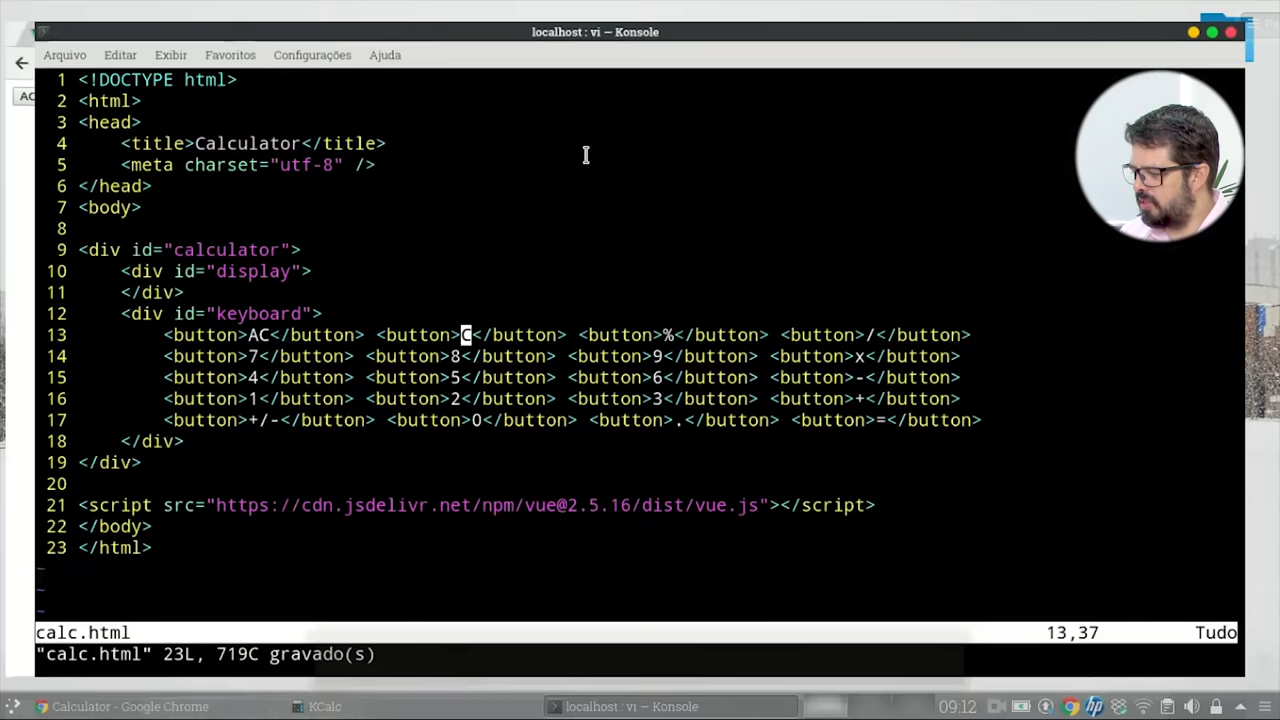 localhost : vi — Konsole
Arquivo Editar Exibir Favoritos Configurações Ajuda
AC
1 <!DOCTYPE html>
2 <html>
3 <head>
4     <title>Calculator</title>
5     <meta charset="utf-8" />
6 </head>
7 <body>
8
9 <div id="calculator">
10     <div id="display">
11     </div>
12     <div id="keyboard">
13         <button>AC</button> <button>C</button> <button>%</button> <button>/</button>
14         <button>7</button> <button>8</button> <button>9</button> <button>x</button>
15         <button>4</button> <button>5</button> <button>6</button> <button>-</button>
16         <button>1</button> <button>2</button> <button>3</button> <button>+</button>
17         <button>+/-</button> <button>0</button> <button>.</button> <button>=</button>
18     </div>
19 </div>
20
21 <script src="https://cdn.jsdelivr.net/npm/vue@2.5.16/dist/vue.js"></script>
22 </body>
23 </html>
~
~
~
calc.html 13,37 Tudo
"calc.html" 23L, 719C gravado(s)
Calculator - Google Chrome KCalc localhost : vi — Konsole 09:12 hp